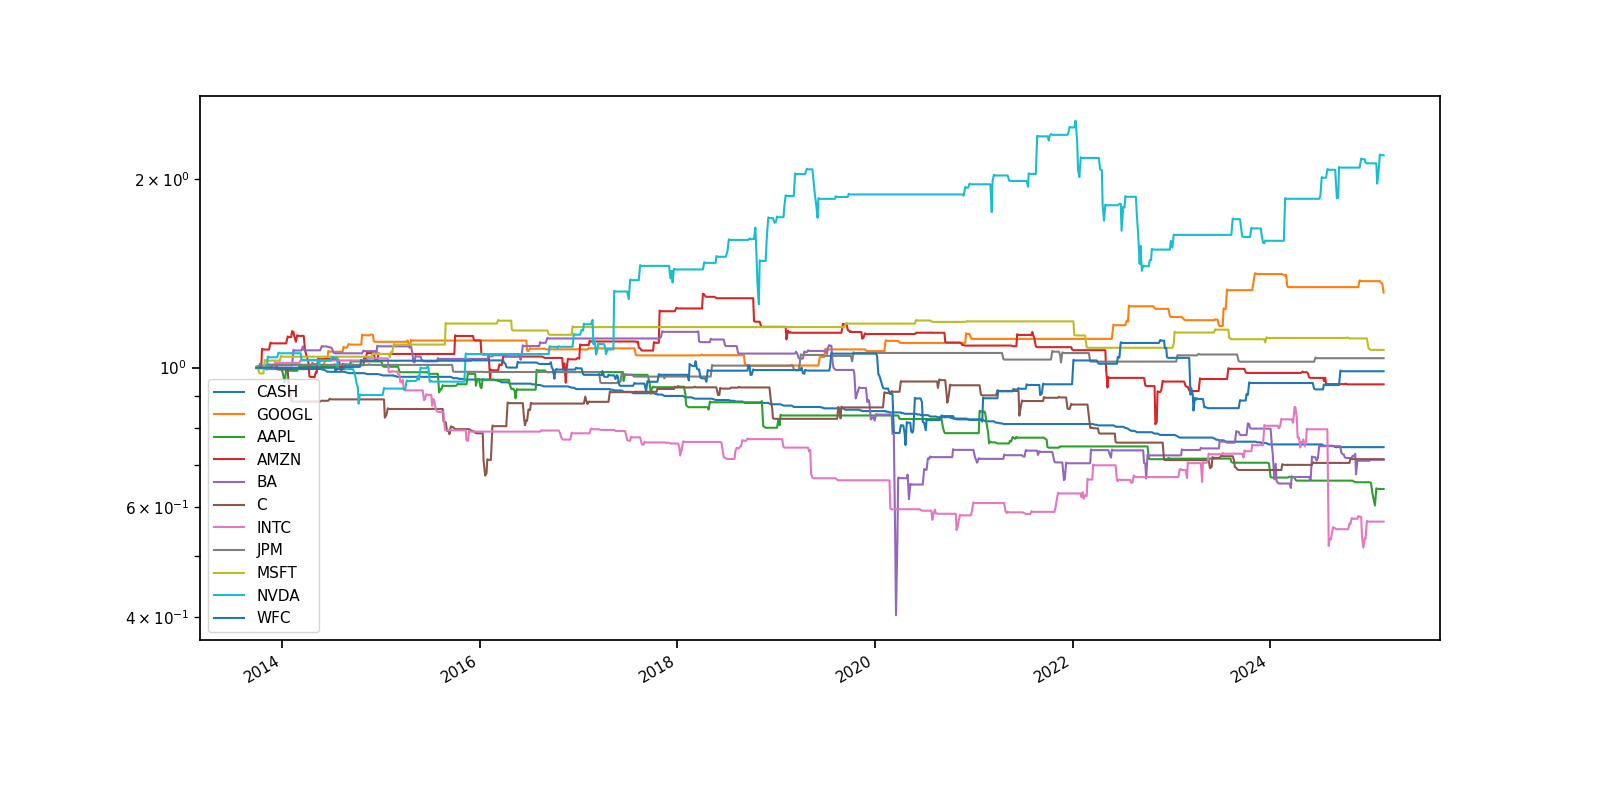 2 × 10⁰
10⁰
6 × 10⁻¹
4 × 10⁻¹
CASH
GOOGL
AAPL
AMZN
BA
C
INTC
JPM
MSFT
NVDA
WFC
2014
2016
2018
2020
2022
2024